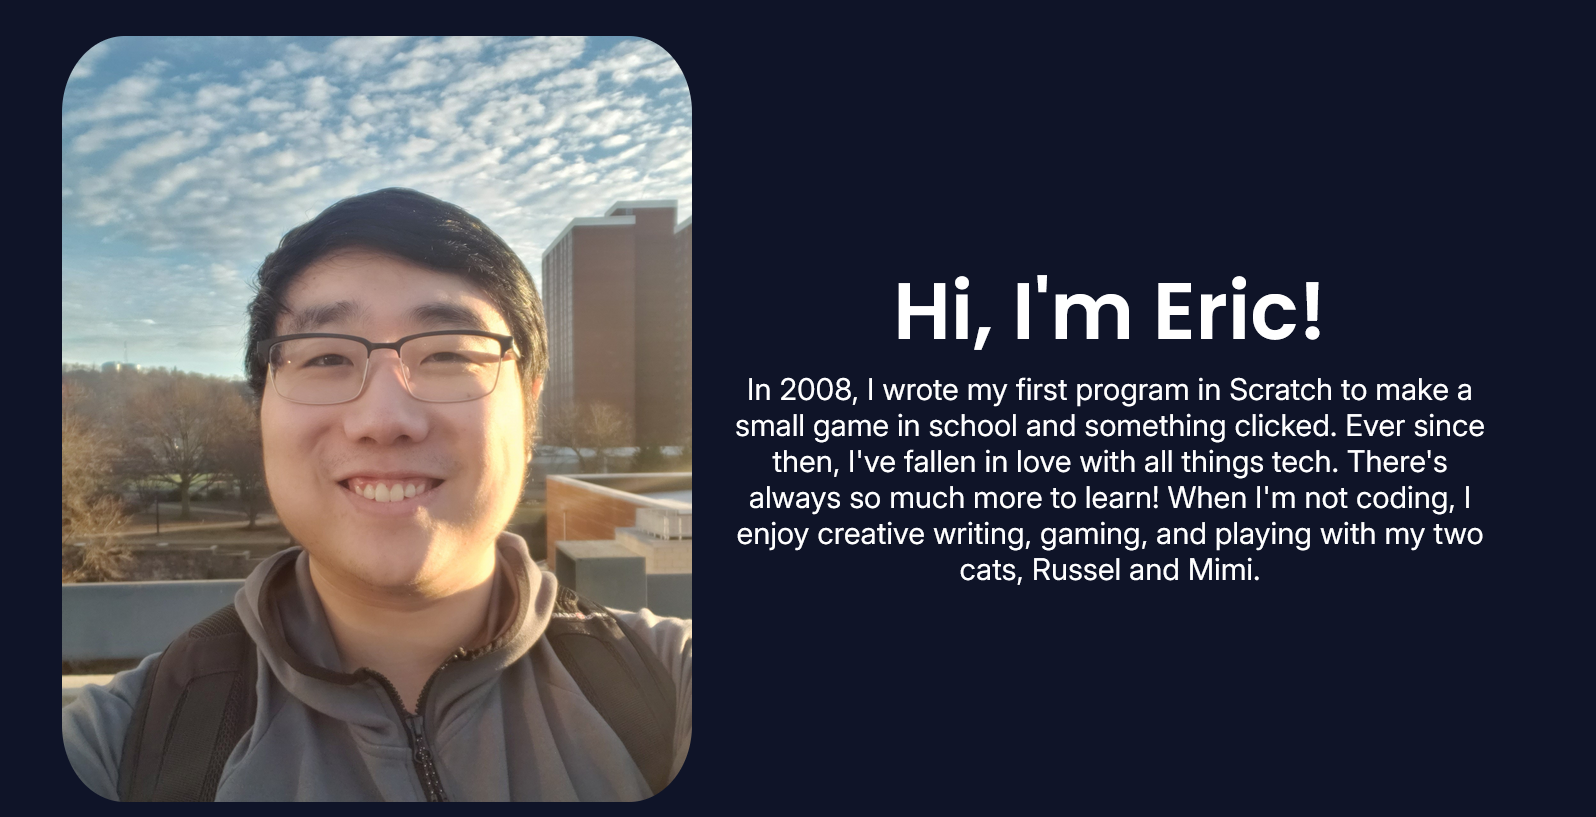 Hi, I'm Eric!
In 2008, I wrote my first program in Scratch to make a
small game in school and something clicked. Ever since
then, I've fallen in love with all things tech. There's
always so much more to learn! When I'm not coding, I
enjoy creative writing, gaming, and playing with my two
cats, Russel and Mimi.